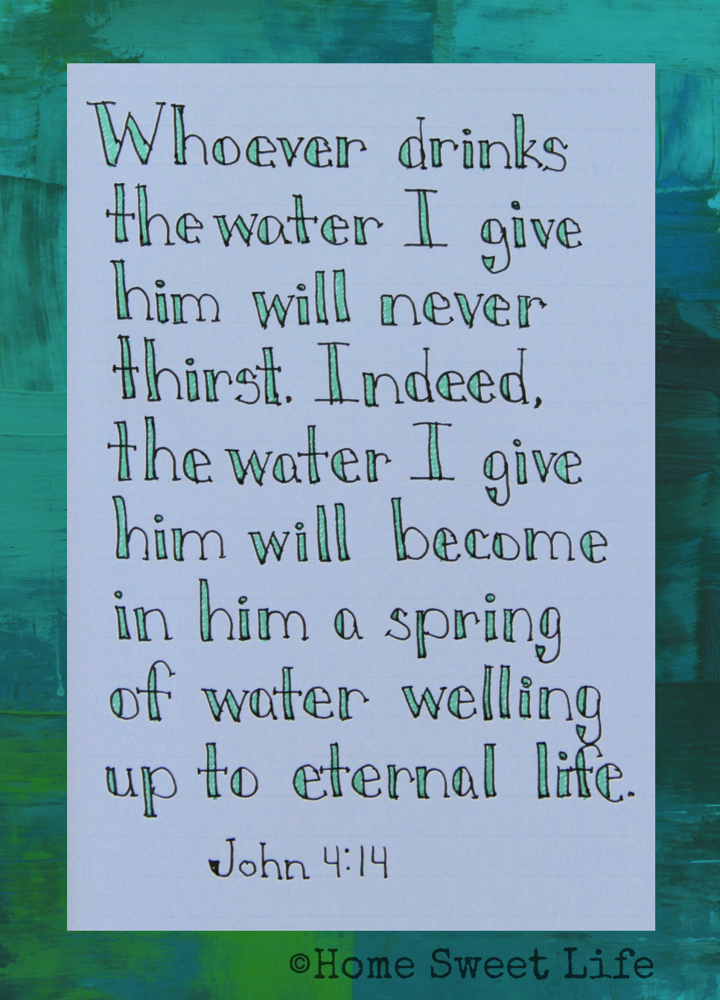 Whoever drinks
the water I give
him will never
thirst. Indeed,
the water I give
him will become
in him a spring
of water welling
up to eternal life.
John 4:14
©Home Sweet Life